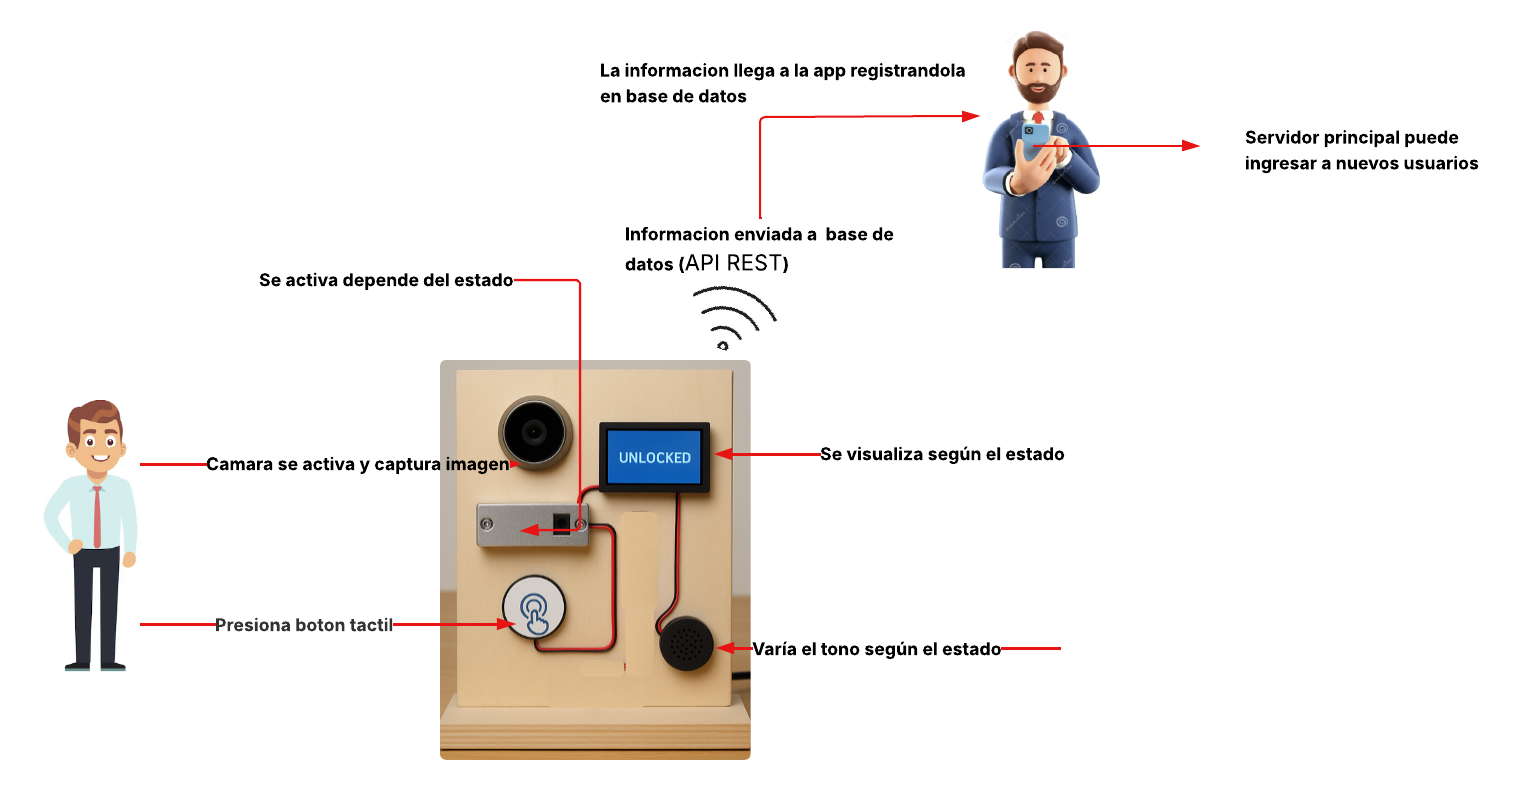 La informacion llega a la app registrandola
en base de datos
Servidor principal puede
ingresar a nuevos usuarios
Informacion enviada a  base de
datos (API REST)
Se activa depende del estado
UNLOCKED
Camara se activa y captura imagen
Se visualiza según el estado
Presiona boton tactil
Varía el tono según el estado